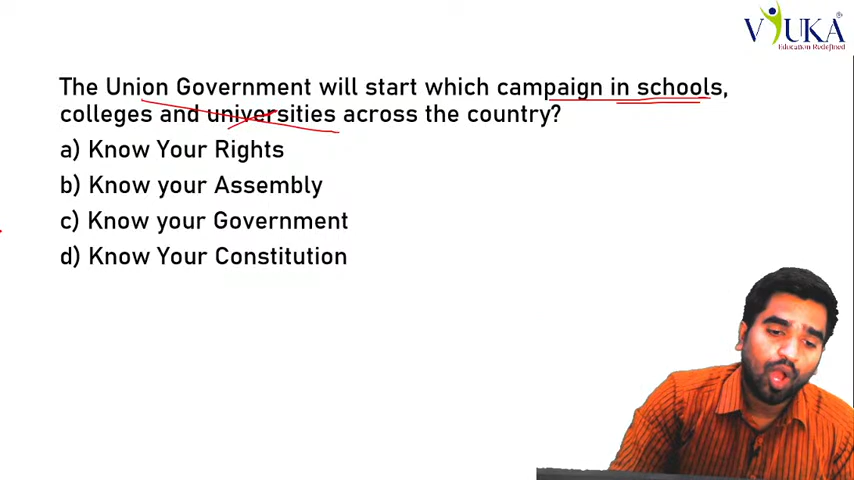 VYUKA
Education Redefined
The Union Government will start which campaign in schools,
colleges and universities across the country?
a) Know Your Rights
b) Know your Assembly
c) Know your Government
d) Know Your Constitution